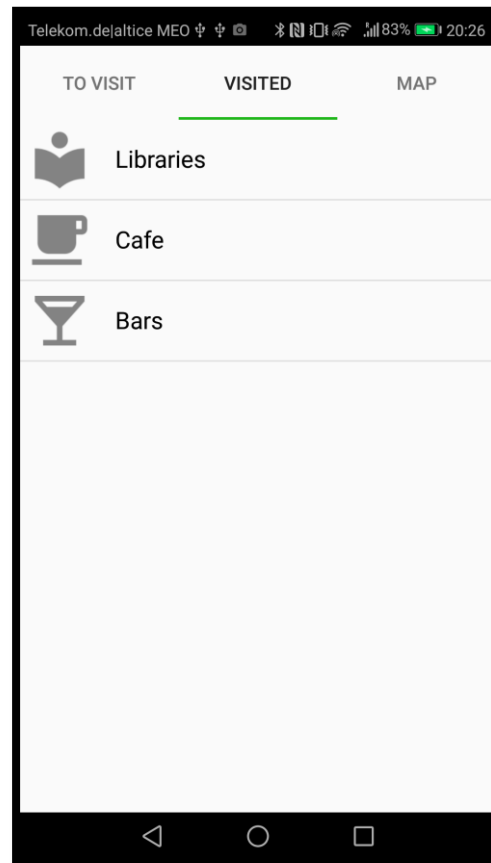 Telekom.de|altice MEO 83% 20:26
TO VISIT VISITED MAP
Libraries
Cafe
Bars